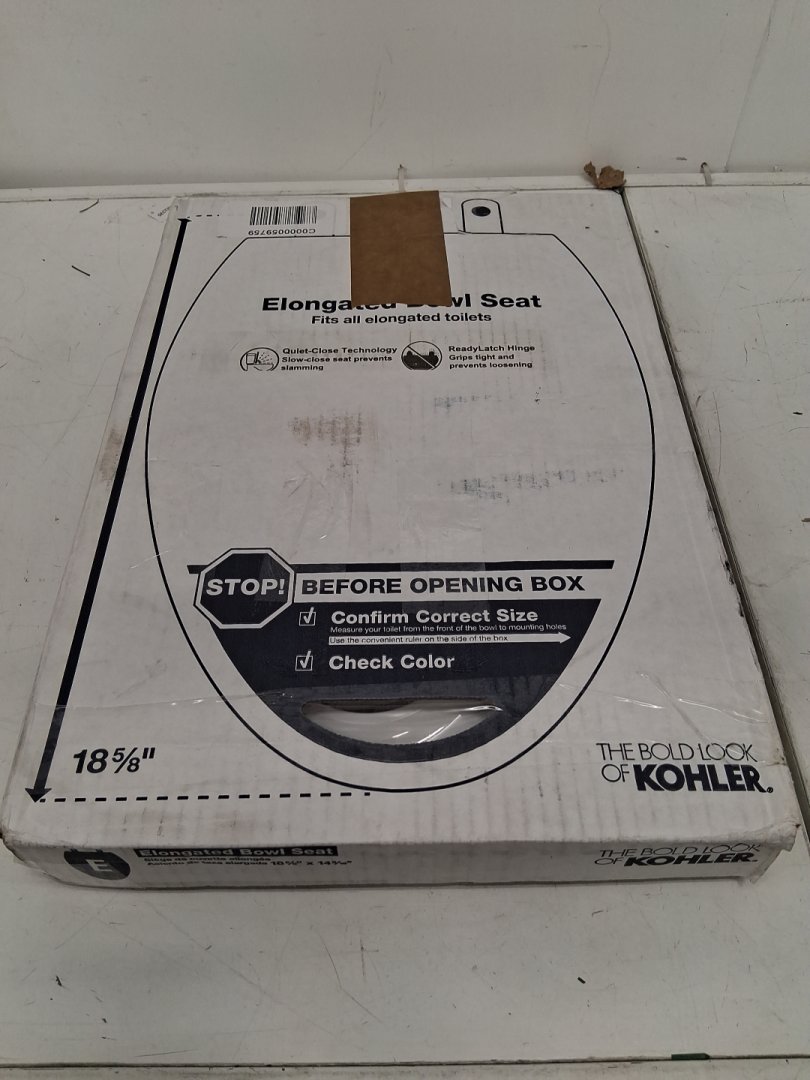 C00000059759
Elongated Bowl Seat
Fits all elongated toilets
Quiet-Close Technology
Slow-close seat prevents
slamming
ReadyLatch Hinge
Grips tight and
prevents loosening
STOP! BEFORE OPENING BOX
Confirm Correct Size
Measure your toilet from the front of the bowl to mounting holes
Use the convenient ruler on the side of the box
Check Color
18 5/8"
THE BOLD LOOK
OF KOHLER®
E
Elongated Bowl Seat
THE BOLD LOOK
OF KOHLER